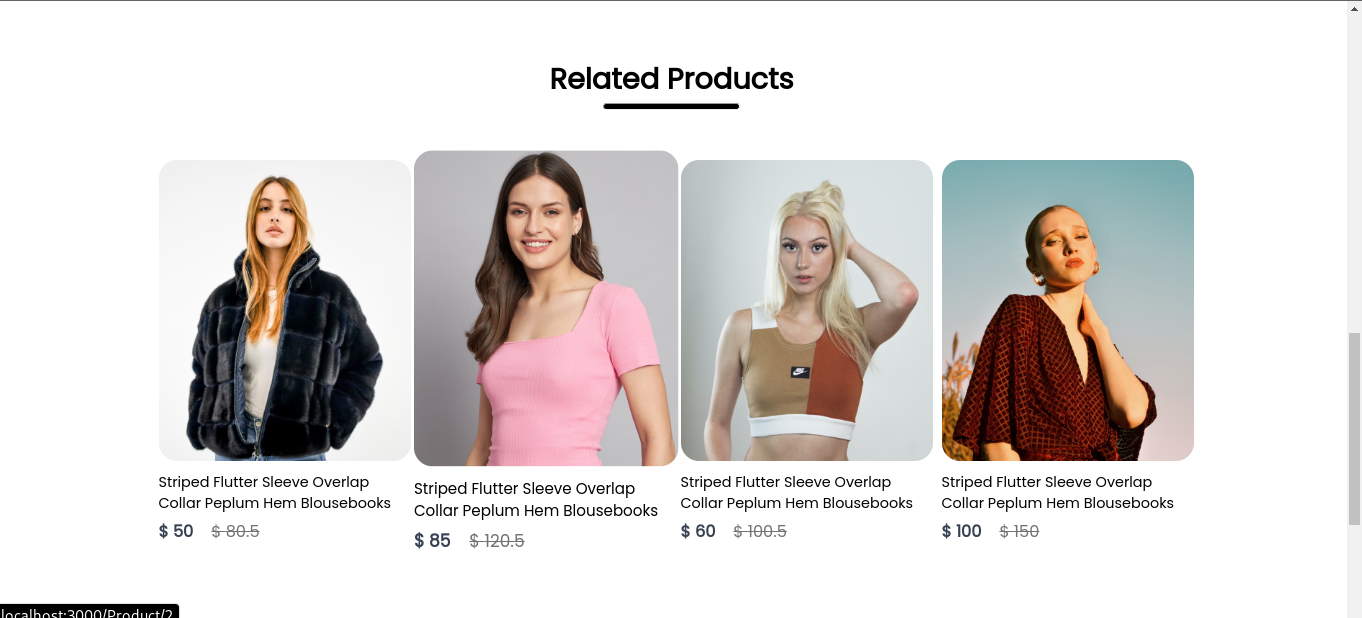 Related Products
Striped Flutter Sleeve Overlap
Collar Peplum Hem Blousebooks
$ 50 $ 80.5
Striped Flutter Sleeve Overlap
Collar Peplum Hem Blousebooks
$ 85 $ 120.5
Striped Flutter Sleeve Overlap
Collar Peplum Hem Blousebooks
$ 60 $ 100.5
Striped Flutter Sleeve Overlap
Collar Peplum Hem Blousebooks
$ 100 $ 150
localhost:3000/Product/2